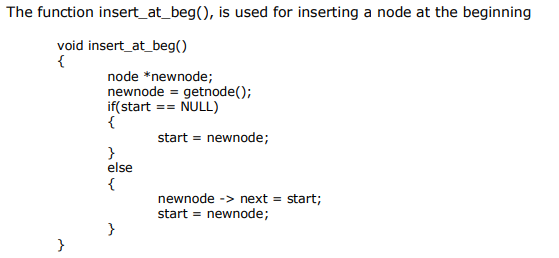 The function insert_at_beg(), is used for inserting a node at the beginning
void insert_at_beg()
{
node *newnode;
newnode = getnode();
if(start == NULL)
{
start = newnode;
}
else
{
newnode -> next = start;
start = newnode;
}
}